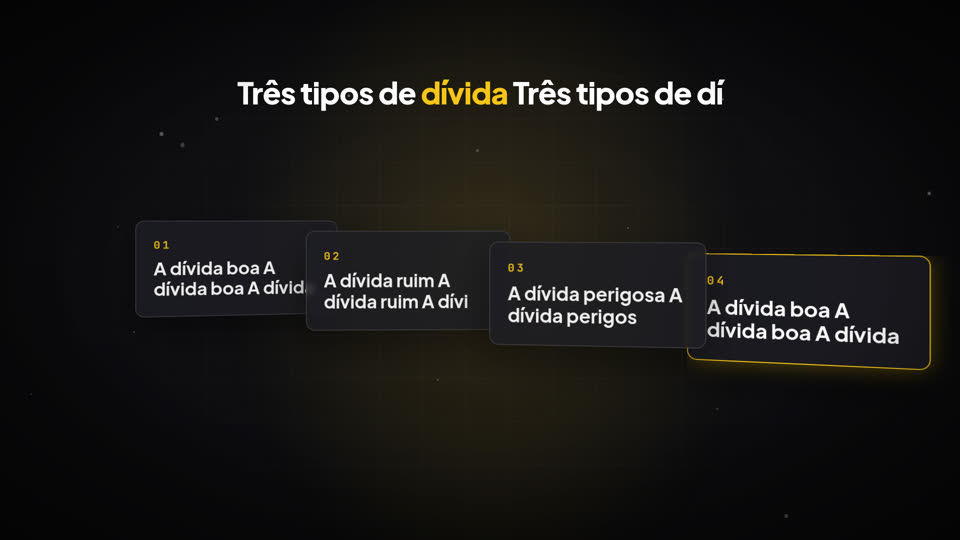 Três tipos de dívida Três tipos de dí
01
A dívida boa A
dívida boa A dívida
02
A dívida ruim A
dívida ruim A dívi
03
A dívida perigosa A
dívida perigos
04
A dívida boa A
dívida boa A dívida